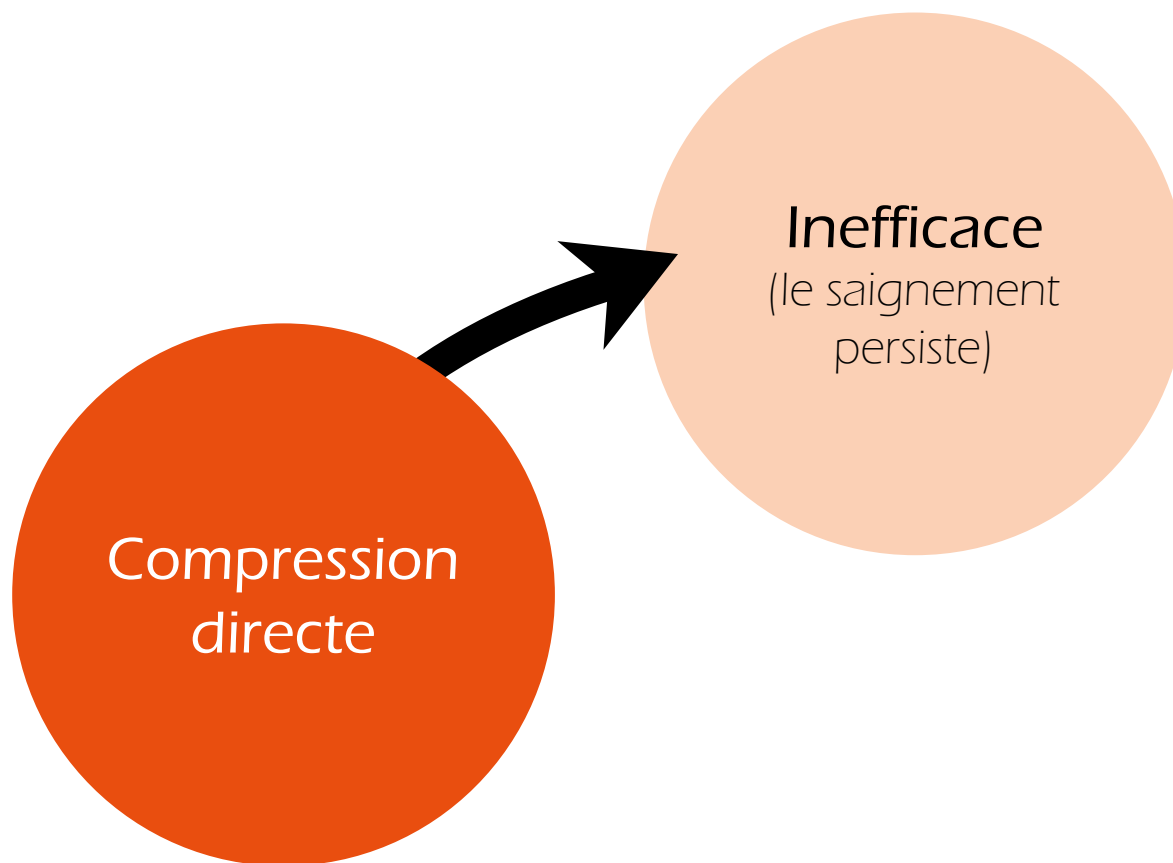 Compression
directe
Inefficace
(le saignement
persiste)